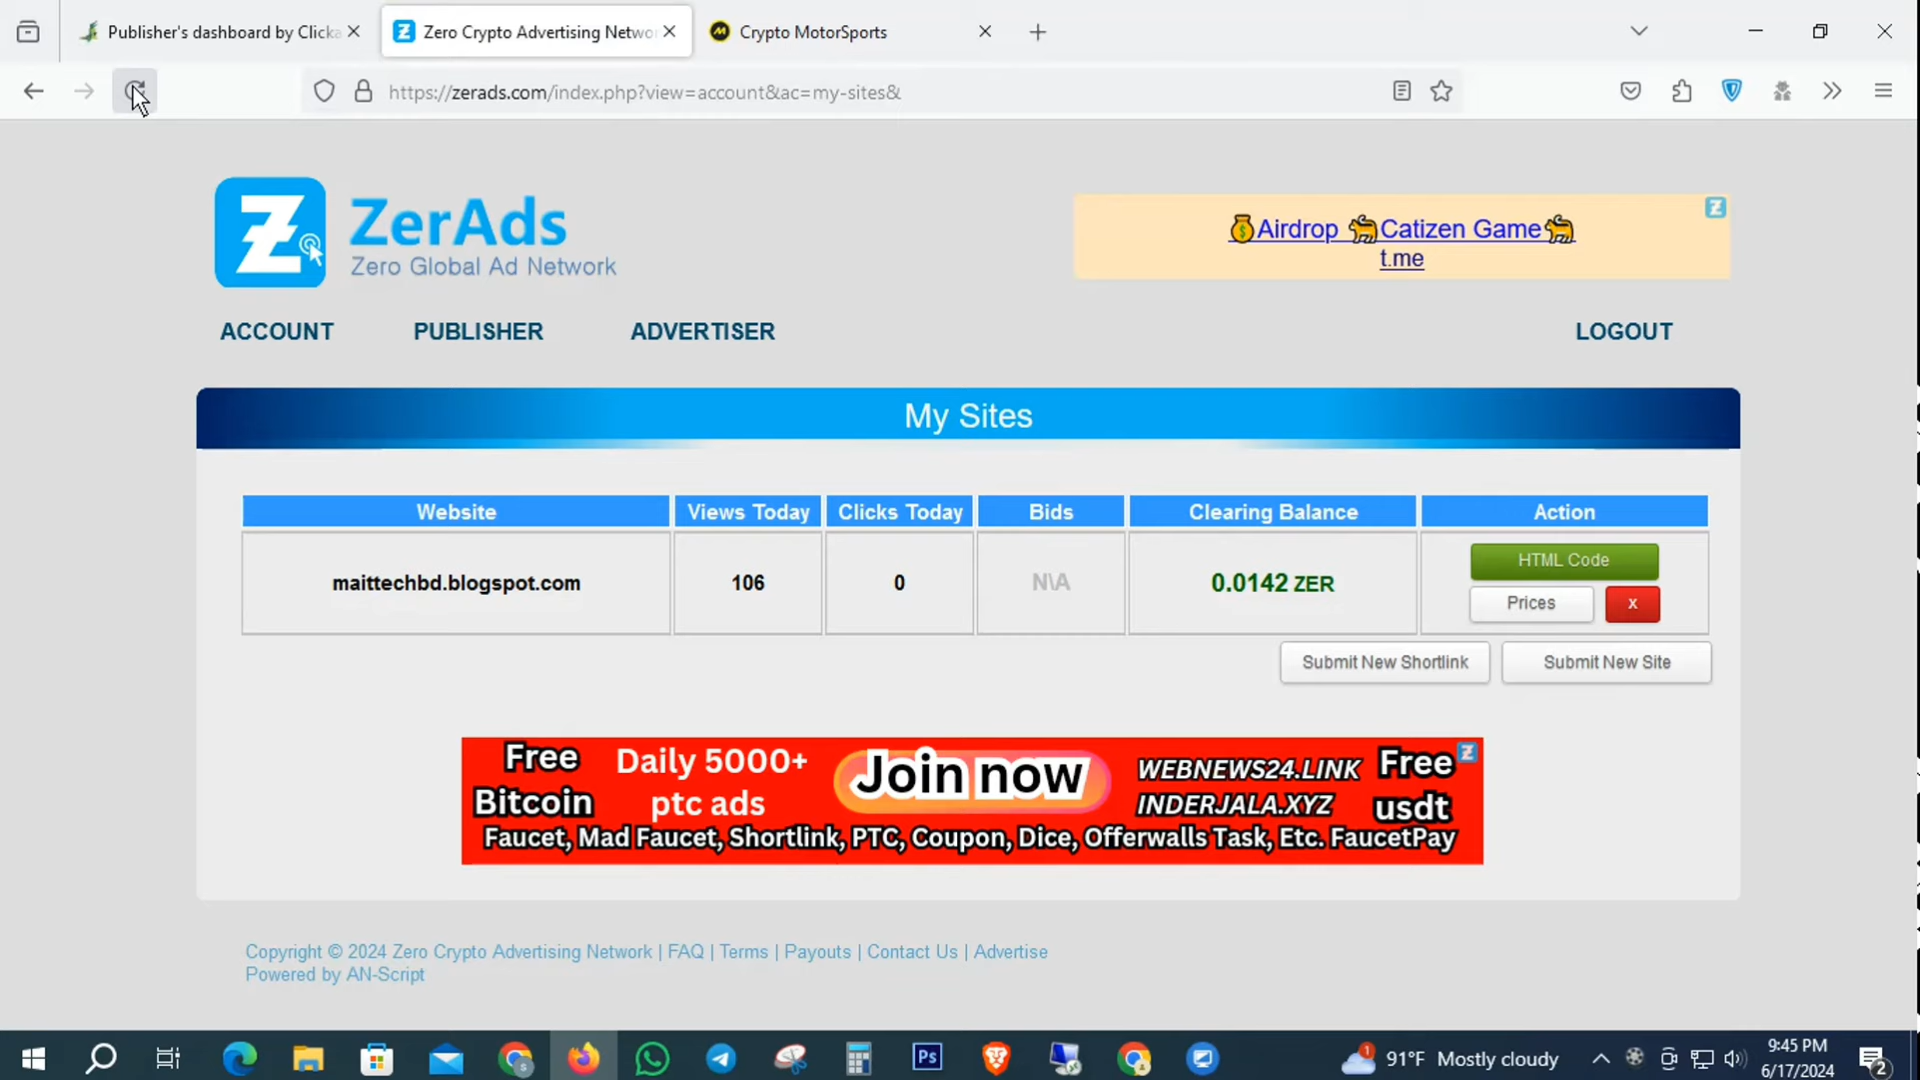 Publisher's dashboard by Clicka
Zero Crypto Advertising Netwo
Crypto MotorSports
https://zerads.com/index.php?view=account&ac=my-sites&
Z
ZerAds
Zero Global Ad Network
Airdrop Catizen Game
t.me
ACCOUNT PUBLISHER ADVERTISER LOGOUT
My Sites
Website Views Today Clicks Today Bids Clearing Balance Action
maittechbd.blogspot.com 106 0 N\A 0.0142 ZER
HTML Code
Prices x
Submit New Shortlink Submit New Site
Free Bitcoin
Daily 5000+ ptc ads
Join now
WEBNEWS24.LINK
INDERJALA.XYZ
Free usdt
Faucet, Mad Faucet, Shortlink, PTC, Coupon, Dice, Offerwalls Task, Etc. FaucetPay
Copyright © 2024 Zero Crypto Advertising Network | FAQ | Terms | Payouts | Contact Us | Advertise
Powered by AN-Script
Ps
1
91°F Mostly cloudy
9:45 PM
6/17/2024
2